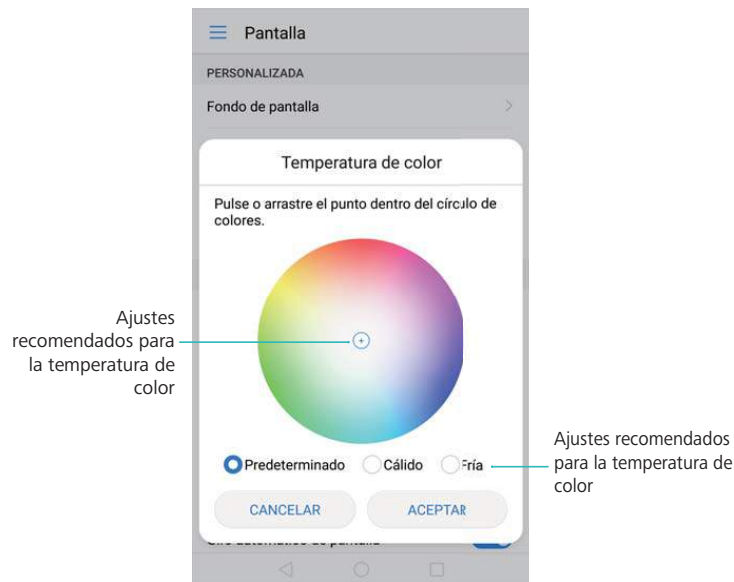 Pantalla
PERSONALIZADA
Fondo de pantalla
Temperatura de color
Pulse o arrastre el punto dentro del círculo de
colores.
Ajustes
recomendados para
la temperatura de
color
Predeterminado Cálido Fría
Ajustes recomendados
para la temperatura de
color
CANCELAR ACEPTAR